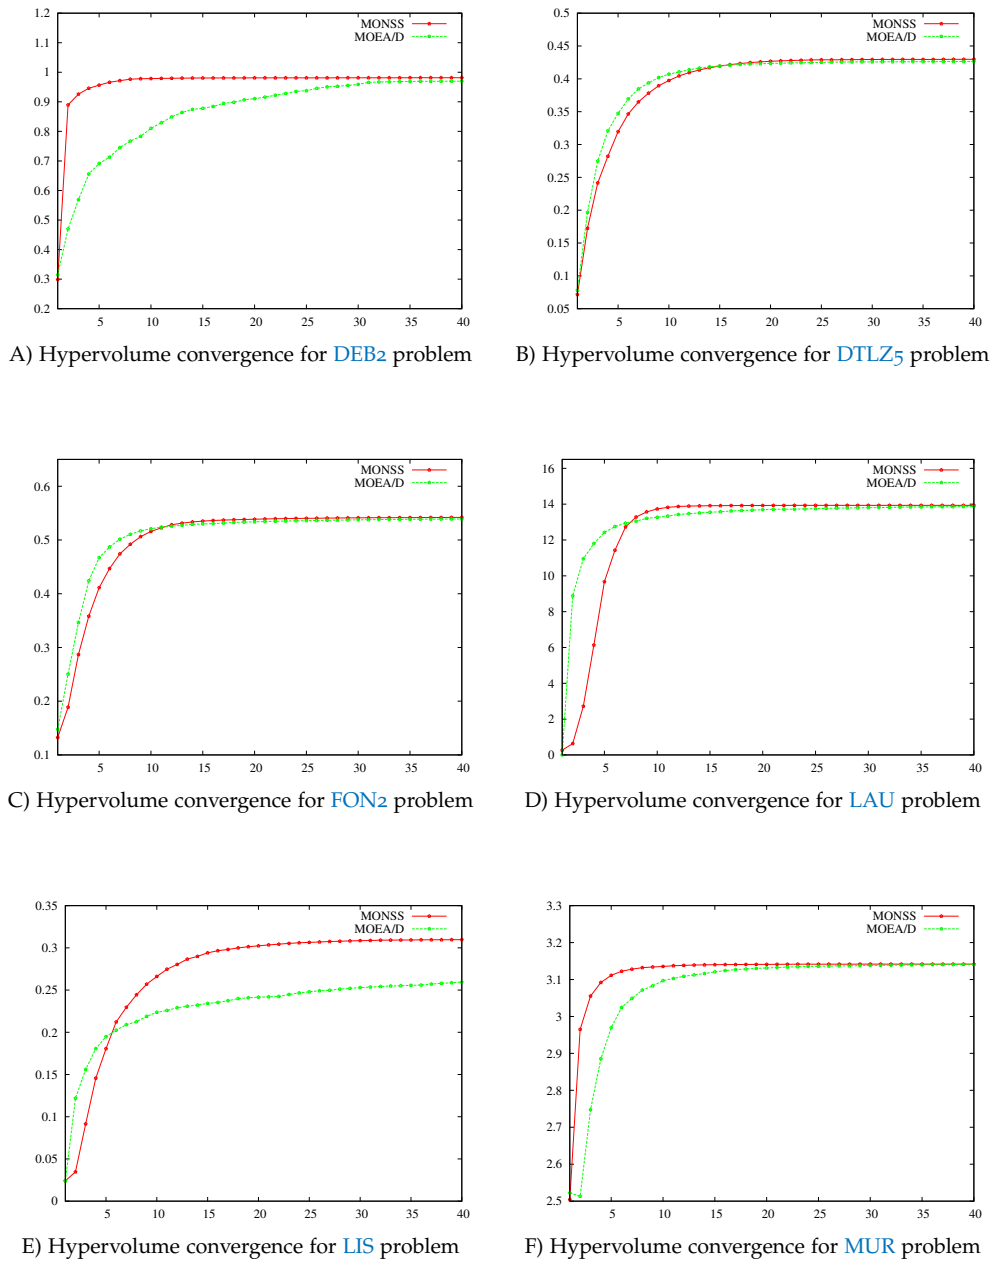 MONSS
MOEA/D
1.2
1.1
1
0.9
0.8
0.7
0.6
0.5
0.4
0.3
0.2
5 10 15 20 25 30 35 40
A) Hypervolume convergence for DEB2 problem
MONSS
MOEA/D
0.5
0.45
0.4
0.35
0.3
0.25
0.2
0.15
0.1
0.05
5 10 15 20 25 30 35 40
B) Hypervolume convergence for DTLZ5 problem
MONSS
MOEA/D
0.6
0.5
0.4
0.3
0.2
0.1
5 10 15 20 25 30 35 40
C) Hypervolume convergence for FON2 problem
MONSS
MOEA/D
16
14
12
10
8
6
4
2
0
5 10 15 20 25 30 35 40
D) Hypervolume convergence for LAU problem
MONSS
MOEA/D
0.35
0.3
0.25
0.2
0.15
0.1
0.05
0
5 10 15 20 25 30 35 40
E) Hypervolume convergence for LIS problem
MONSS
MOEA/D
3.3
3.2
3.1
3
2.9
2.8
2.7
2.6
2.5
5 10 15 20 25 30 35 40
F) Hypervolume convergence for MUR problem